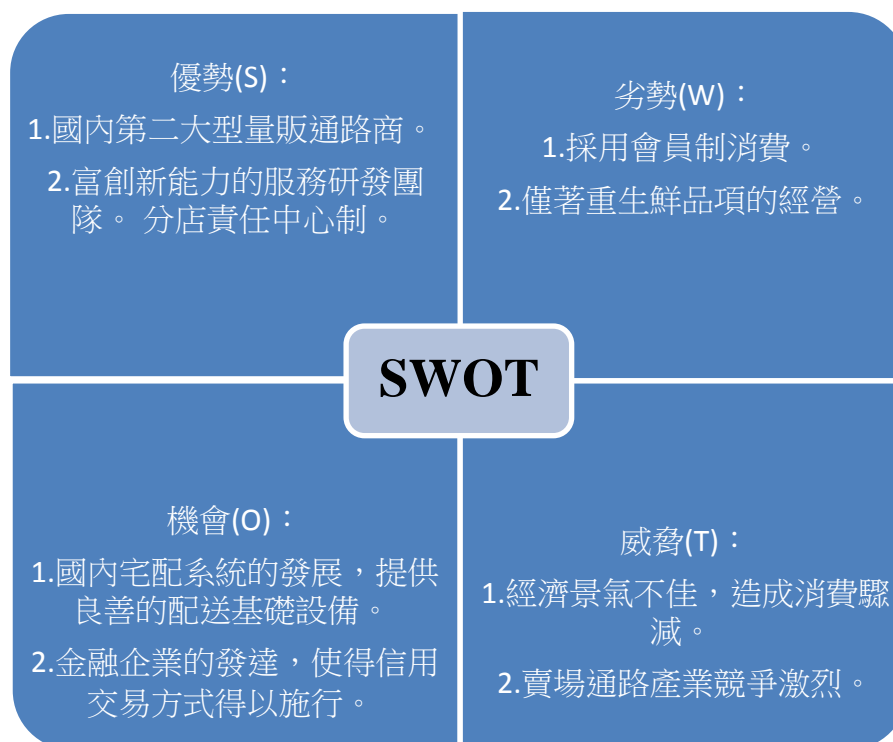 優勢(S)：
1.國內第二大型量販通路商。
2.富創新能力的服務研發團
隊。 分店責任中心制。
劣勢(W)：
1.採用會員制消費。
2.僅著重生鮮品項的經營。
SWOT
機會(O)：
1.國內宅配系統的發展，提供
良善的配送基礎設備。
2.金融企業的發達，使得信用
交易方式得以施行。
威脅(T)：
1.經濟景氣不佳，造成消費驟
減。
2.賣場通路產業競爭激烈。